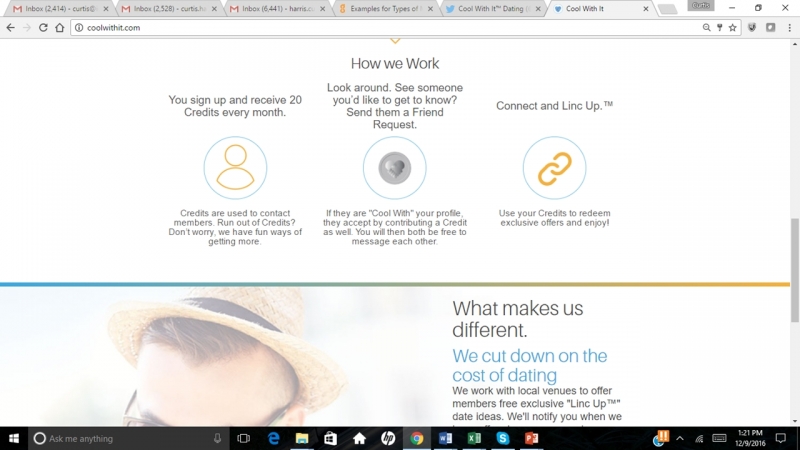 Inbox (2,414) - curtis@
Inbox (2,528) - curtis.h
Inbox (6,441) - harris.c
Examples for Types of
Cool With It™ Dating
Cool With It
Curtis
coolwithit.com
How we Work
You sign up and receive 20
Credits every month.
Credits are used to contact
members. Run out of Credits?
Don't worry, we have fun ways of
getting more.
Look around. See someone
you'd like to get to know?
Send them a Friend
Request.
If they are "Cool With" your profile,
they accept by contributing a Credit
as well. You will then both be free to
message each other.
Connect and Linc Up.™
Use your Credits to redeem
exclusive offers and enjoy!
What makes us
different.
We cut down on the
cost of dating
We work with local venues to offer
members free exclusive "Linc Up™"
date ideas. We'll notify you when we
Ask me anything
hp
1:21 PM
12/9/2016